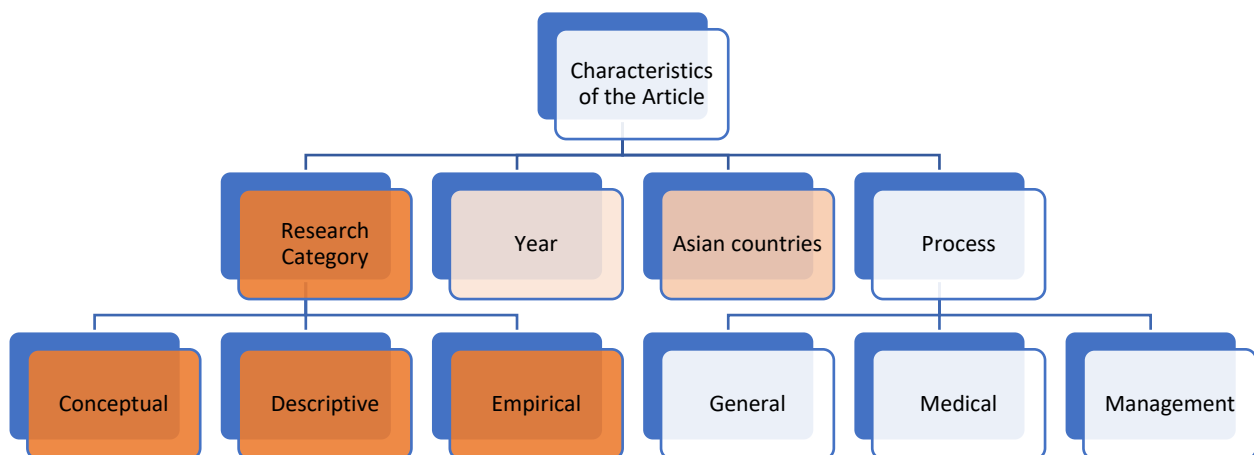 Characteristics
of the Article
Research
Category
Year
Asian countries
Process
Conceptual
Descriptive
Empirical
General
Medical
Management